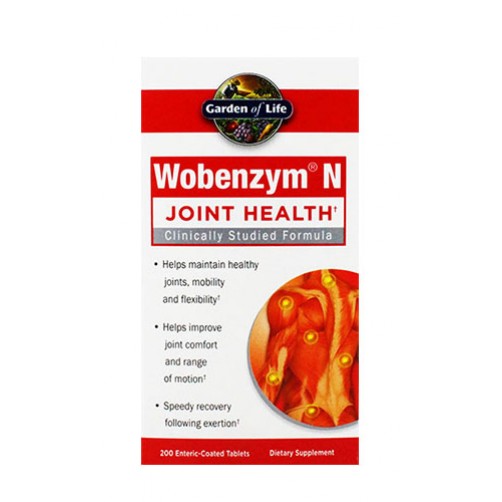 Garden of Life
Wobenzym® N
JOINT HEALTH†
Clinically Studied Formula
• Helps maintain healthy
joints, mobility
and flexibility†
• Helps improve
joint comfort
and range
of motion†
• Speedy recovery
following exertion†
200 Enteric-Coated Tablets
Dietary Supplement